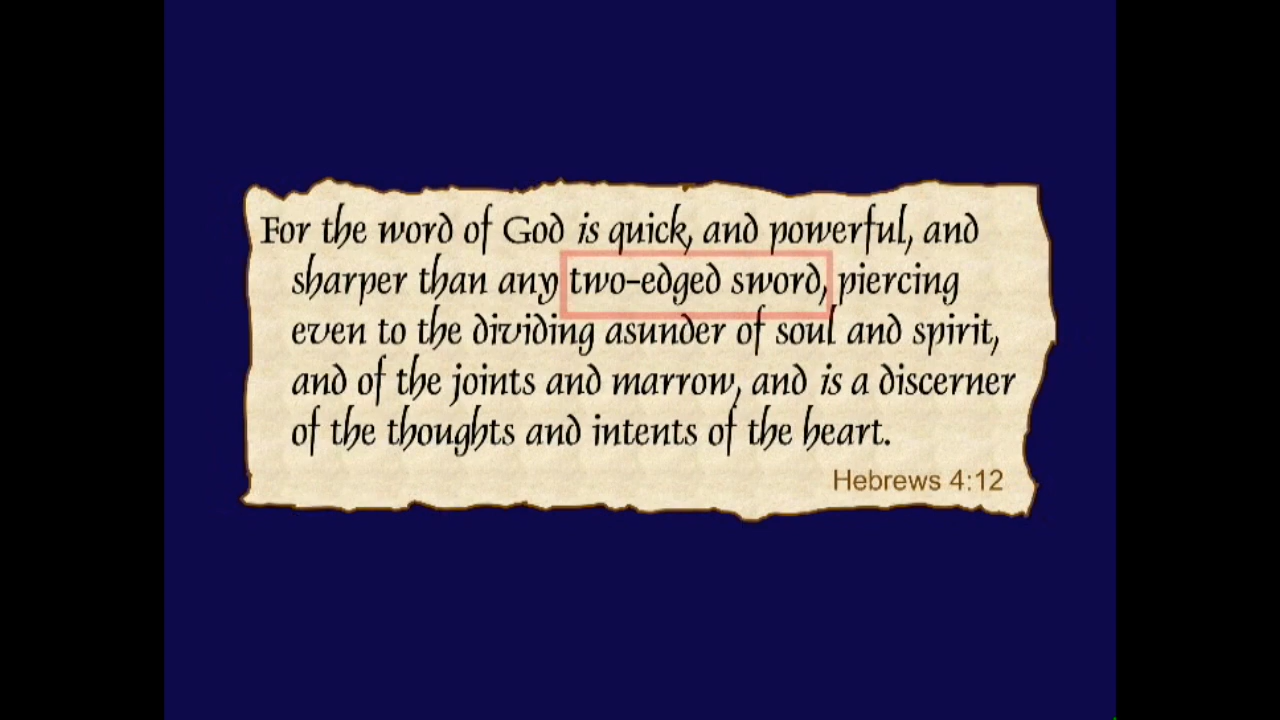 For the word of God is quick, and powerful, and
sharper than any two-edged sword, piercing
even to the dividing asunder of soul and spirit,
and of the joints and marrow, and is a discerner
of the thoughts and intents of the heart.
Hebrews 4:12